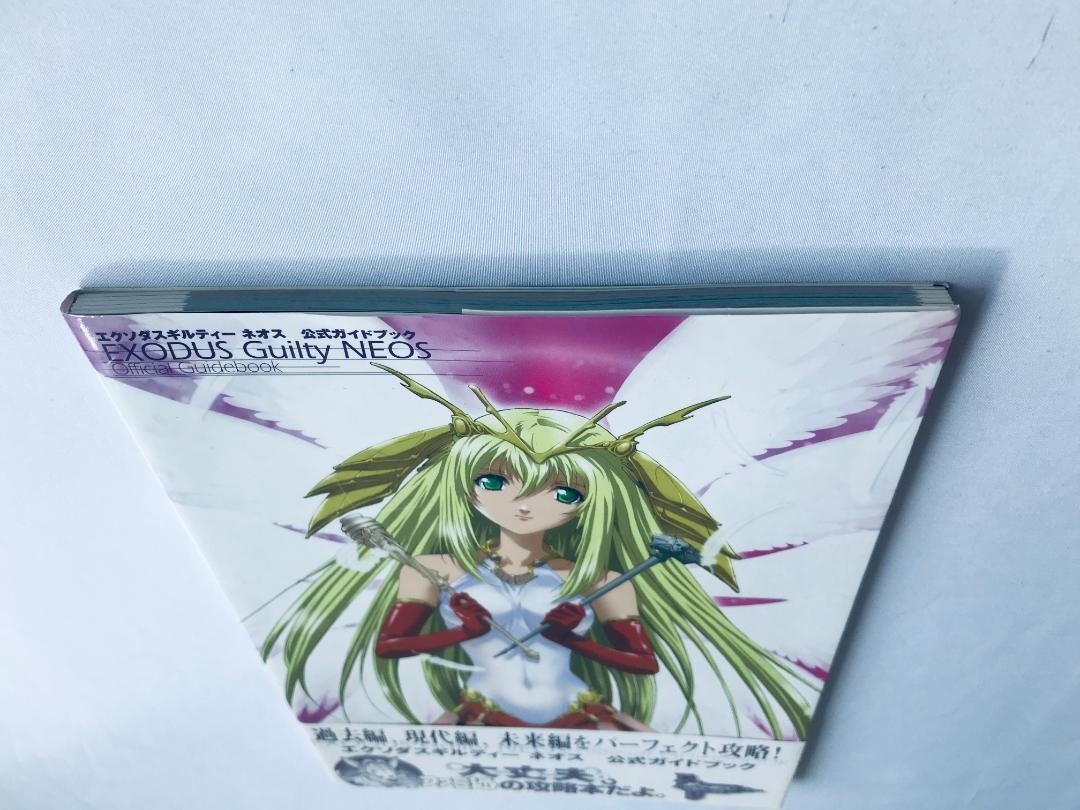 エクソダスギルティー ネオス 公式ガイドブック
EXODUS Guilty NEOS
Official Guidebook
過去編、現代編、未来編をパーフェクト攻略!
エクソダスギルティー ネオス 公式ガイドブック
大丈夫。
の攻略本だよ。